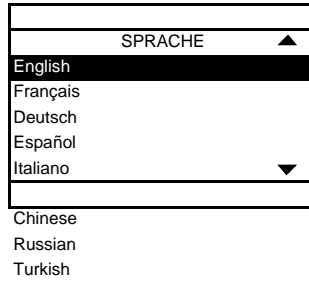 SPRACHE
English
Français
Deutsch
Español
Italiano
Chinese
Russian
Turkish